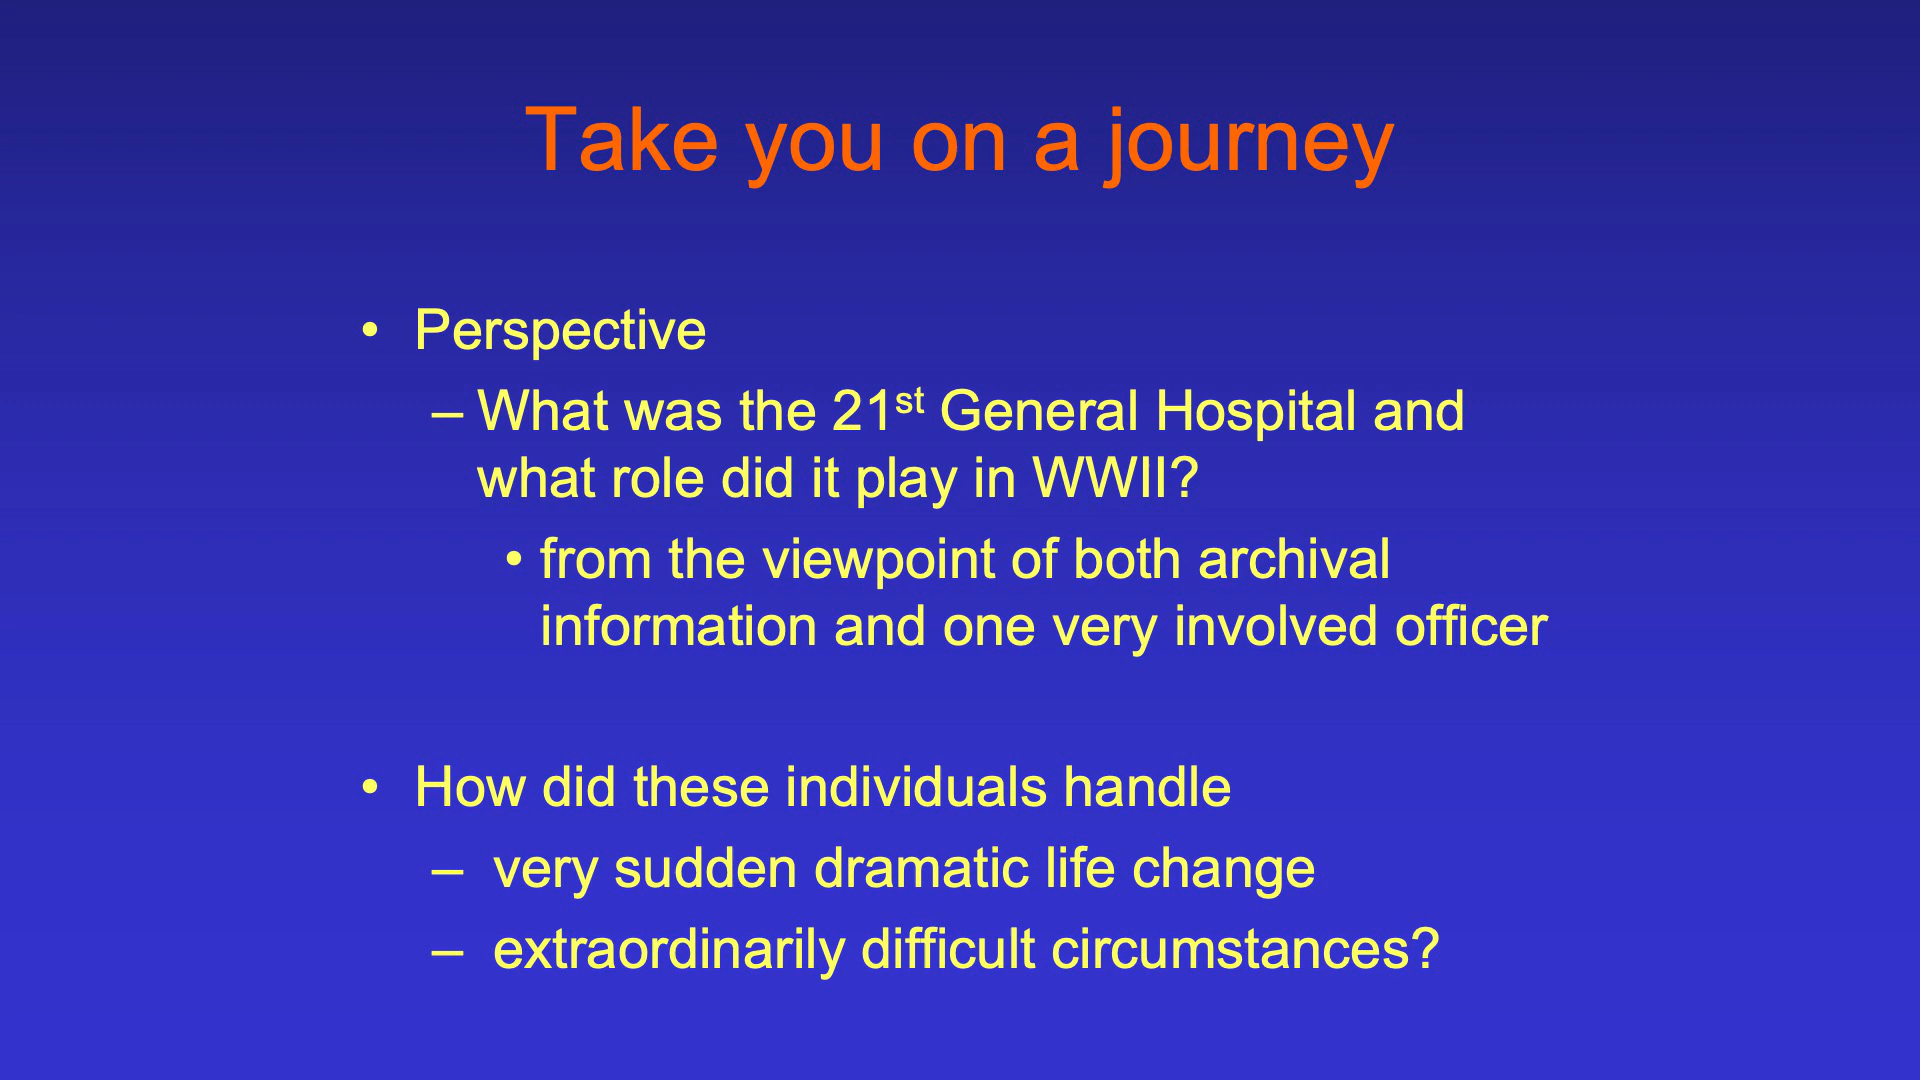 Take you on a journey
• Perspective
– What was the 21st General Hospital and
what role did it play in WWII?
• from the viewpoint of both archival
information and one very involved officer
• How did these individuals handle
– very sudden dramatic life change
– extraordinarily difficult circumstances?